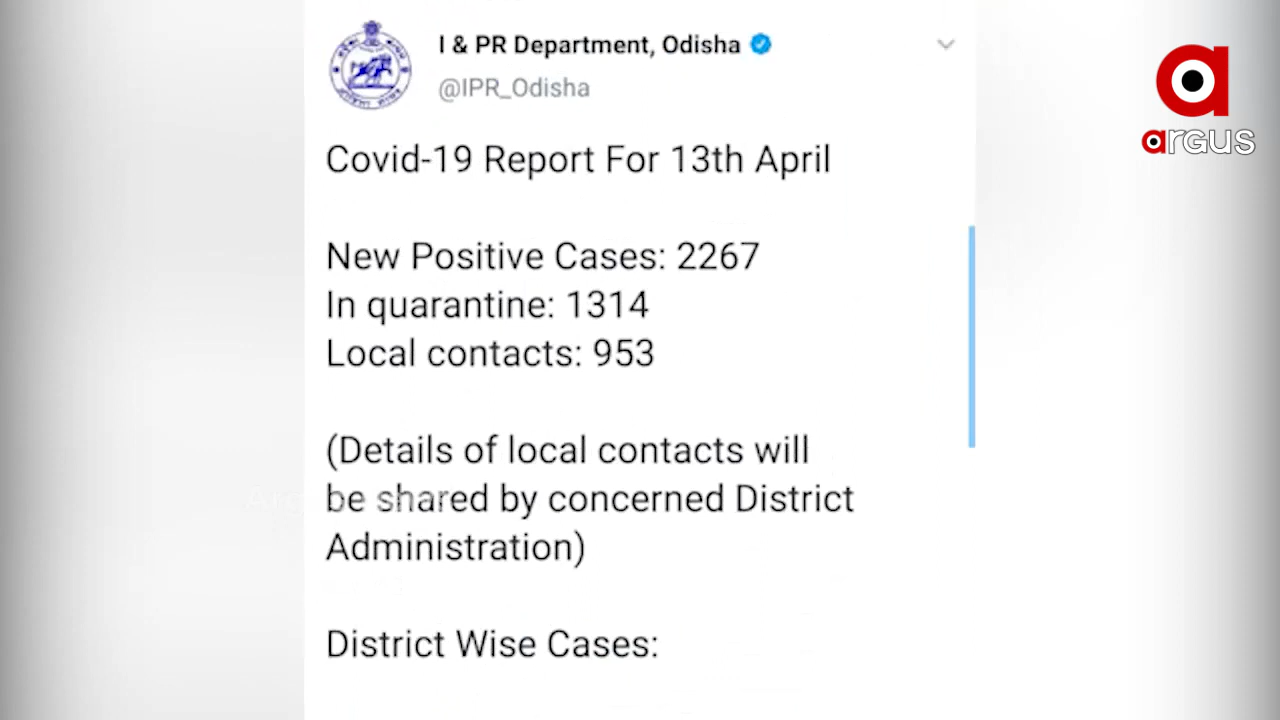 I & PR Department, Odisha
@IPR_Odisha
argus
Covid-19 Report For 13th April
New Positive Cases: 2267
In quarantine: 1314
Local contacts: 953
(Details of local contacts will
be shared by concerned District
Administration)
District Wise Cases: